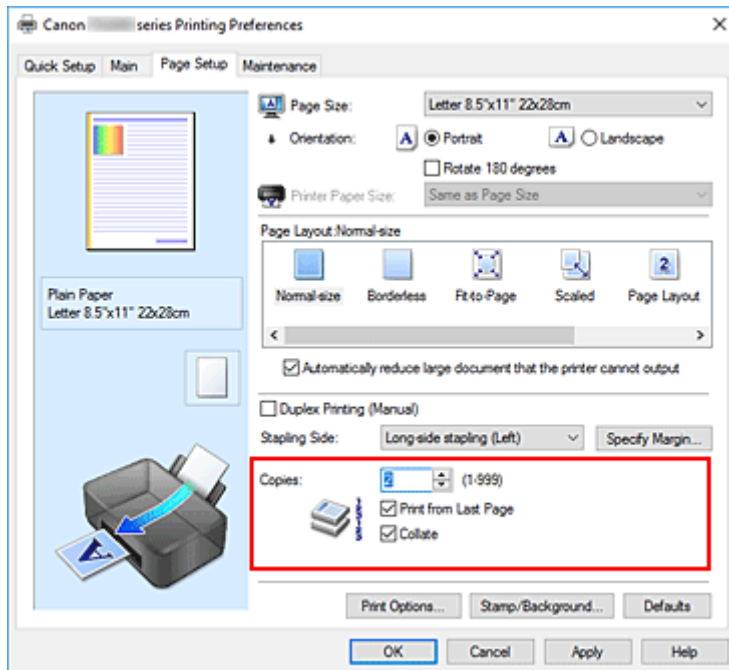 Canon series Printing Preferences
Quick Setup Main Page Setup Maintenance
Page Size: Letter 8.5"x11" 22x28cm
Orientation: A Portrait A Landscape
Rotate 180 degrees
Printer Paper Size: Same as Page Size
Page Layout:Normal-size
2
Normal-size Borderless Fit-to-Page Scaled Page Layout
Plain Paper
Letter 8.5"x11" 22x28cm
Automatically reduce large document that the printer cannot output
Duplex Printing (Manual)
Stapling Side: Long-side stapling (Left) Specify Margin...
Copies: 2 (1-999)
Print from Last Page
Collate
A
Print Options... Stamp/Background... Defaults
OK Cancel Apply Help